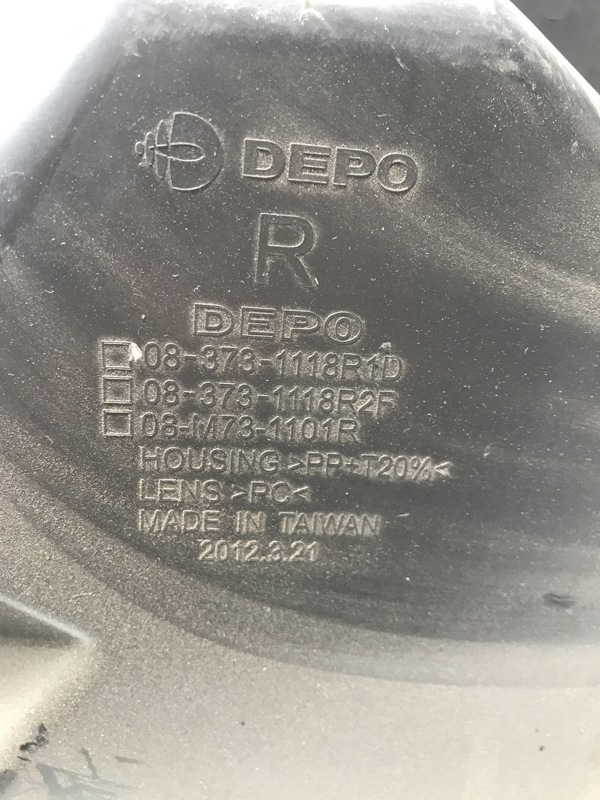 DEPO
R
DEPO
08-373-1118R1D
08-373-1118R2F
08-M73-1101R
HOUSING >PP+T20%<
LENS >PC<
MADE IN TAIWAN
2012.3.21